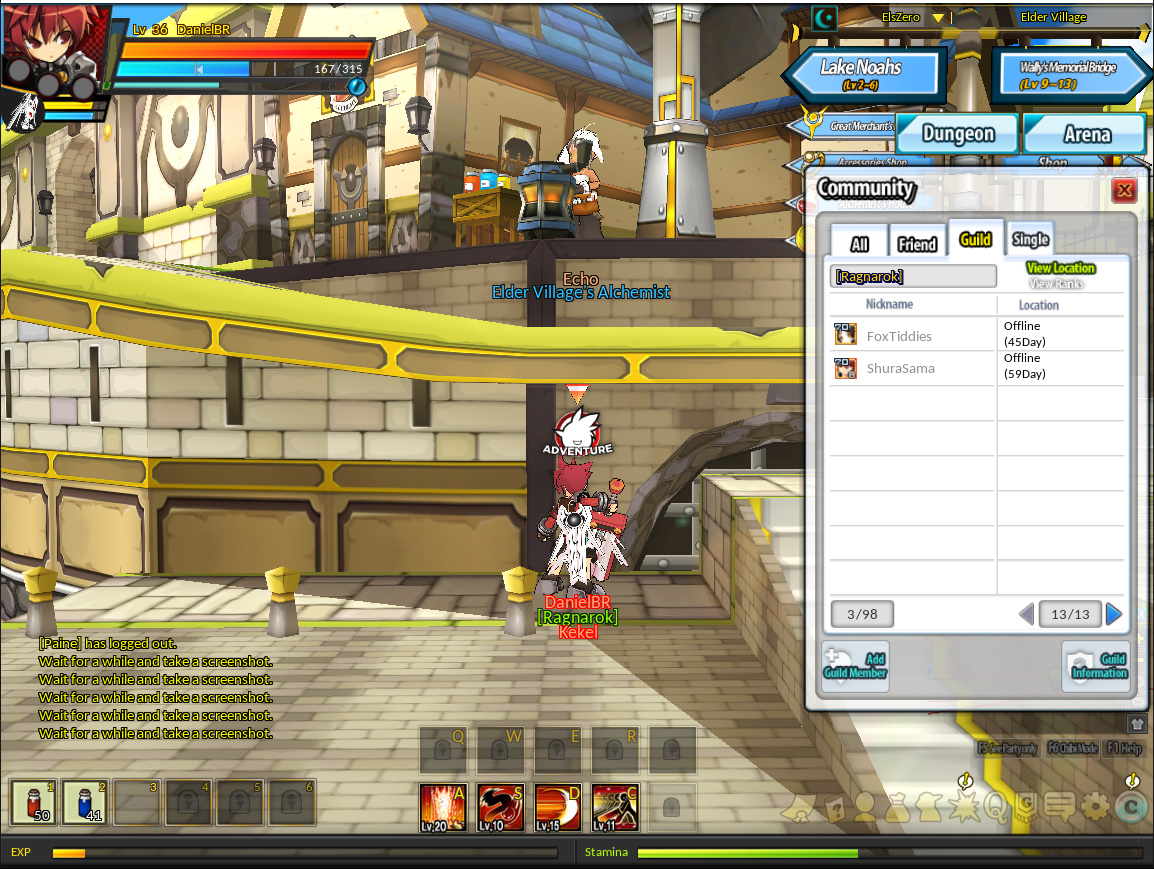 Lv 36 DanielBR
167/315
ElsZero
Elder Village
Lake Noahs
(Lv 2~6)
Wally's Memorial Bridge
(Lv 9~13)
Great Merchant's
Dungeon
Arena
Accessories Shop
Shop
Community
All
Friend
Guild
Single
[Ragnarok]
View Location
View Ranks
Nickname
Location
FoxTiddies
Offline
(45Day)
ShuraSama
Offline
(59Day)
3/98
13/13
Add
Guild Member
Guild
Information
Echo
Elder Village's Alchemist
ADVENTURE
DanielBR
[Ragnarok]
Kekel
[Paine] has logged out.
Wait for a while and take a screenshot.
Wait for a while and take a screenshot.
Wait for a while and take a screenshot.
Wait for a while and take a screenshot.
Wait for a while and take a screenshot.
Q
W
E
R
F5 See Party only
F6 Chibi Mode
F1 Help
1
2
3
4
5
6
50
41
A
S
D
C
Lv,20
Lv,10
Lv,15
Lv,11
EXP
Stamina